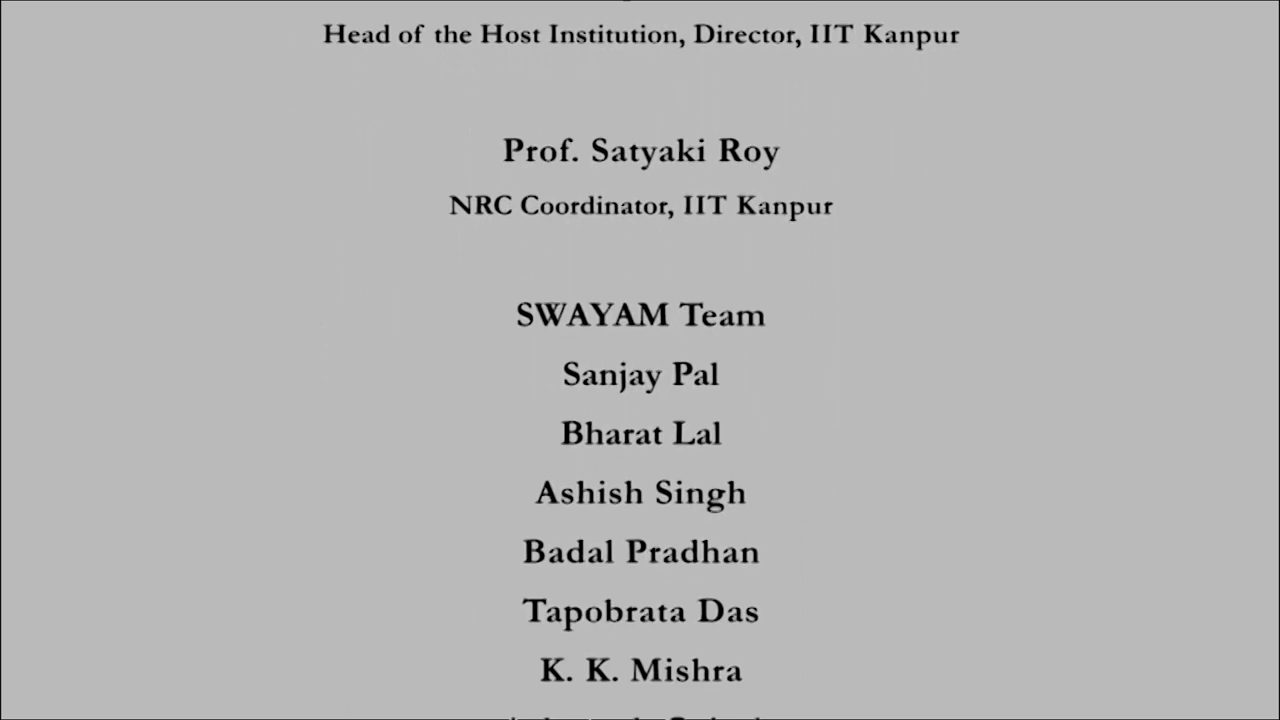 Head of the Host Institution, Director, IIT Kanpur
Prof. Satyaki Roy
NRC Coordinator, IIT Kanpur
SWAYAM Team
Sanjay Pal
Bharat Lal
Ashish Singh
Badal Pradhan
Tapobrata Das
K. K. Mishra